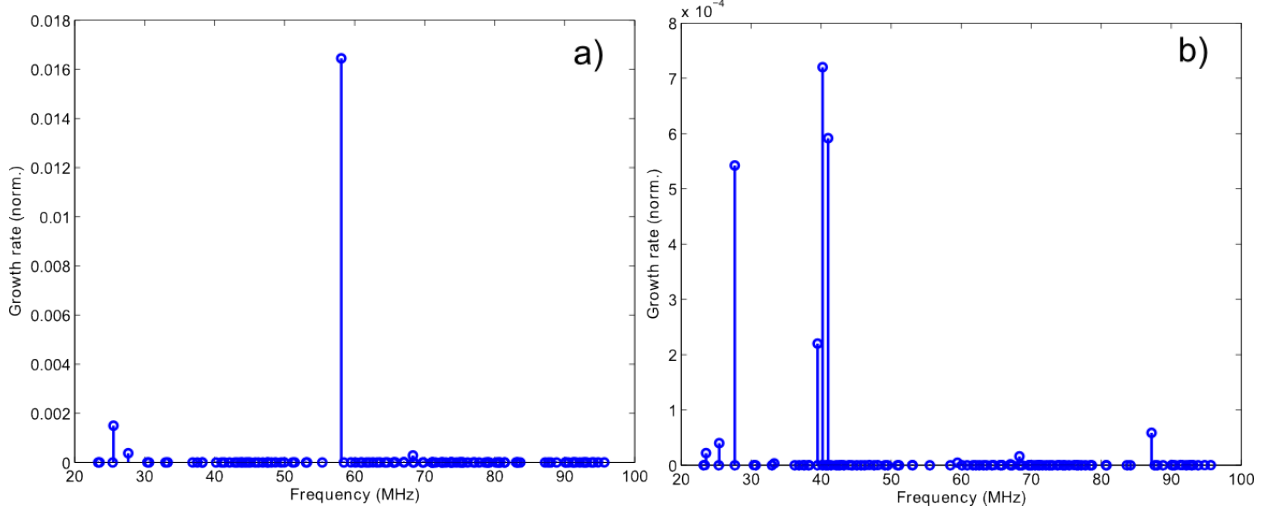 a)
Growth rate (norm.)
0.018
0.016
0.014
0.012
0.01
0.008
0.006
0.004
0.002
0
20 30 40 50 60 70 80 90 100
Frequency (MHz)
b)
x 10⁻⁴
Growth rate (norm.)
8
7
6
5
4
3
2
1
0
20 30 40 50 60 70 80 90 100
Frequency (MHz)